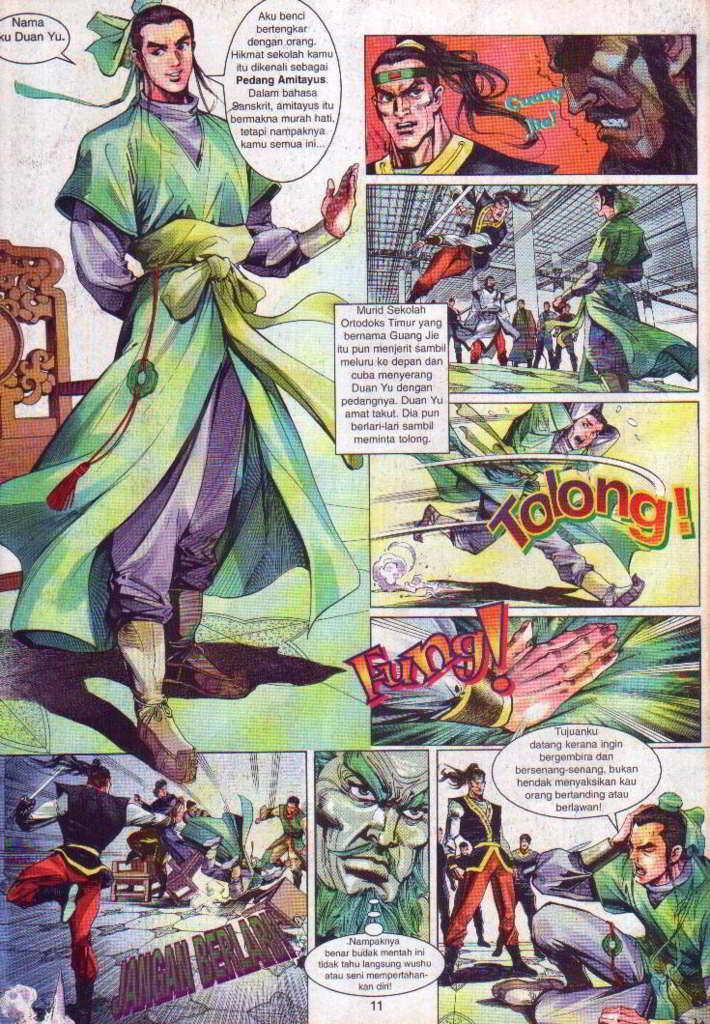 Nama
ku Duan Yu.
Aku benci
bertengkar
dengan orang.
Hikmat sekolah kamu
itu dikenali sebagai
Pedang Amitayus.
Dalam bahasa
Sanskrit, amitayus itu
bermakna murah hati,
tetapi nampaknya
kamu semua ini...
Guang
Jie!
Murid Sekolah
Ortodoks Timur yang
bernama Guang Jie
itu pun menjerit sambil
meluru ke depan dan
cuba menyerang
Duan Yu dengan
pedangnya. Duan Yu
amat takut. Dia pun
berlari-lari sambil
meminta tolong.
Tolong!
Fung!
JANGAN BERLARI!
.Nampaknya
benar budak mentah ini
tidak tahu langsung wushu
atau seni mempertahan-
kan diri!
Tujuanku
datang kerana ingin
bergembira dan
bersenang-senang, bukan
hendak menyaksikan kau
orang bertanding atau
berlawan!
11